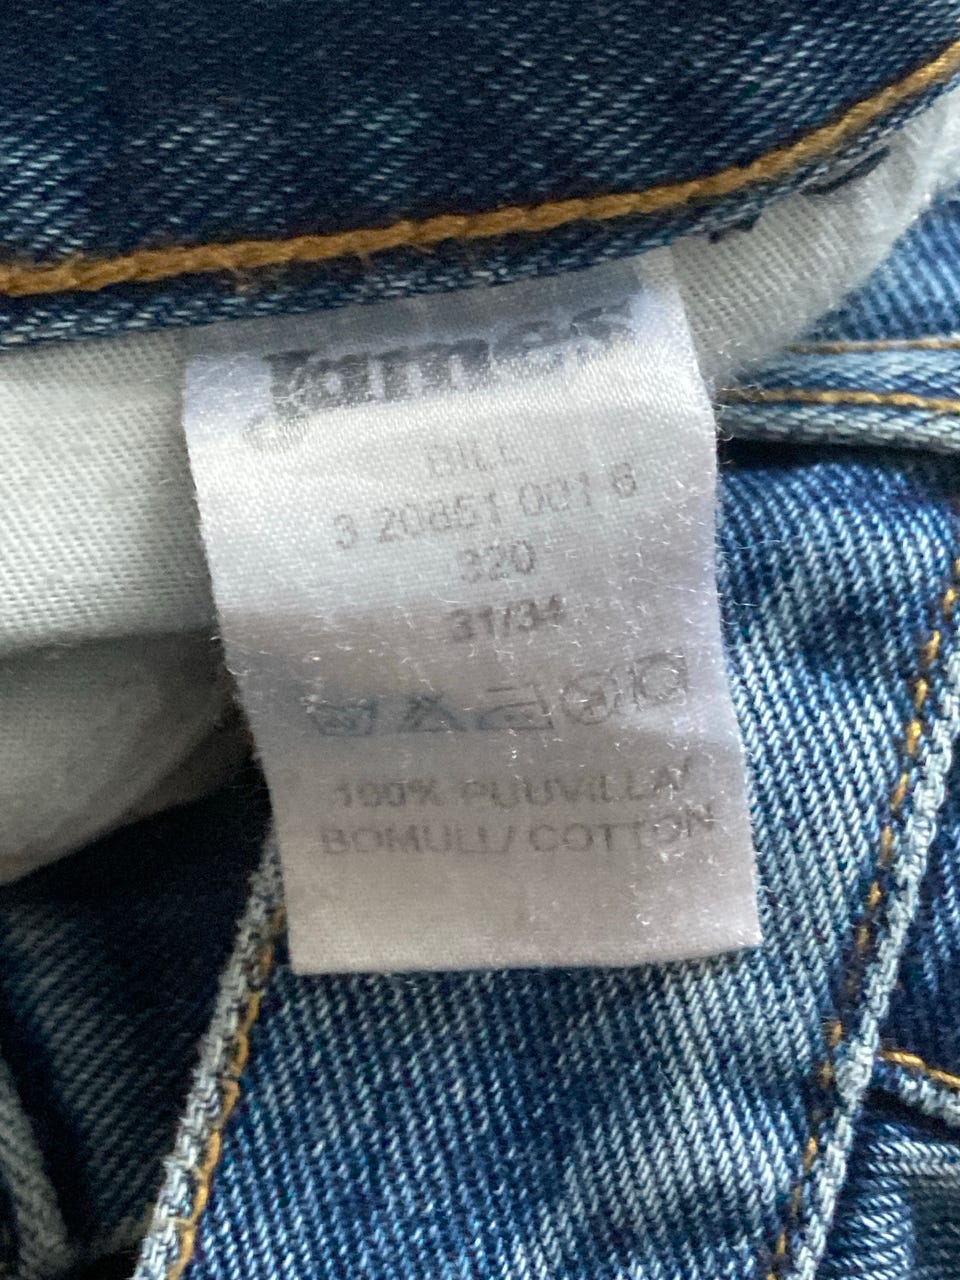 James
BILL
3 20851 001 6
320
31/34
100% PUUVILLA/
BOMULL/ COTTON